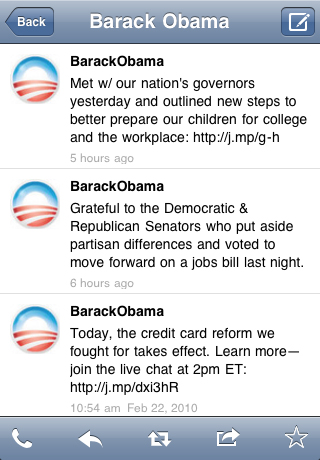 Back
Barack Obama
BarackObama
Met w/ our nation's governors
yesterday and outlined new steps to
better prepare our children for college
and the workplace: http://j.mp/g-h
5 hours ago
BarackObama
Grateful to the Democratic &
Republican Senators who put aside
partisan differences and voted to
move forward on a jobs bill last night.
6 hours ago
BarackObama
Today, the credit card reform we
fought for takes effect. Learn more—
join the live chat at 2pm ET:
http://j.mp/dxi3hR
10:54 am Feb 22, 2010